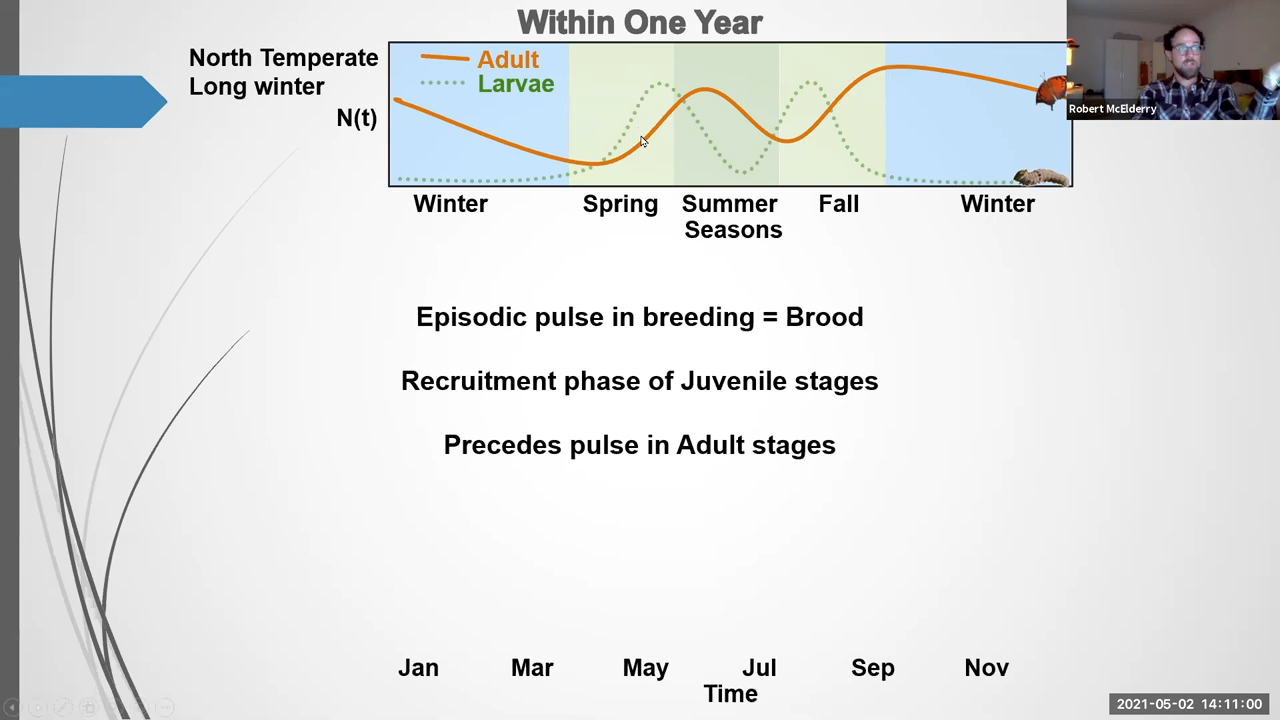 Within One Year
North Temperate
Long winter
N(t)
Adult
Larvae
Robert McElderry
Winter Spring Summer Fall Winter
Seasons
Episodic pulse in breeding = Brood
Recruitment phase of Juvenile stages
Precedes pulse in Adult stages
Jan Mar May Jul Sep Nov
Time
2021-05-02 14:11:00